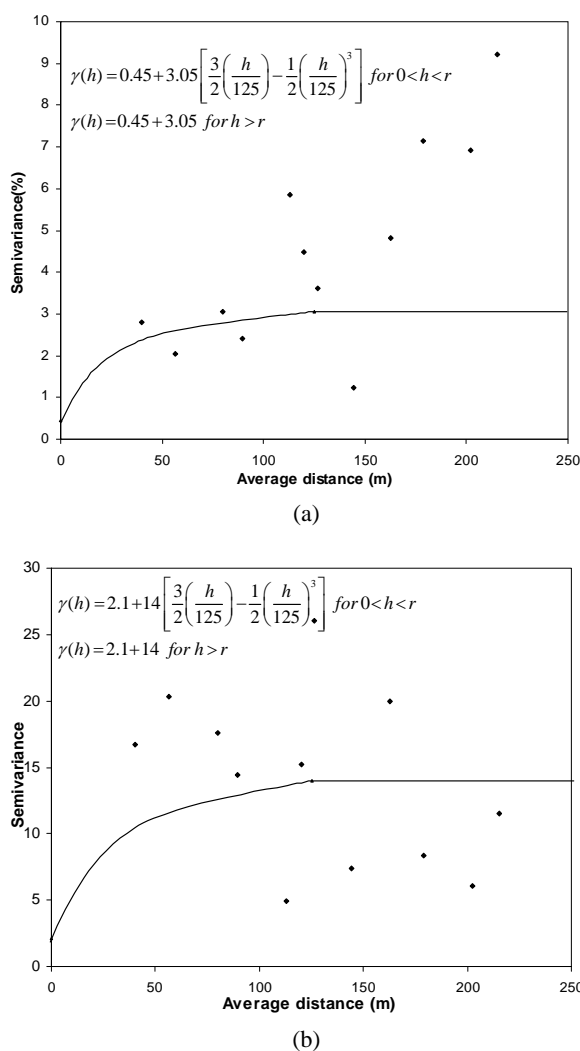 10
9
8
7
6
5
4
3
2
1
0
Semivariance(%)
γ(h)=0.45+3.05[3/2(h/125)−1/2(h/125)³] for 0<h<r
γ(h)=0.45+3.05 for h>r
0 50 100 150 200 250
Average distance (m)
(a)
30
25
20
15
10
5
0
Semivariance
γ(h)=2.1+14[3/2(h/125)−1/2(h/125)³] for 0<h<r
γ(h)=2.1+14 for h>r
0 50 100 150 200 250
Average distance (m)
(b)